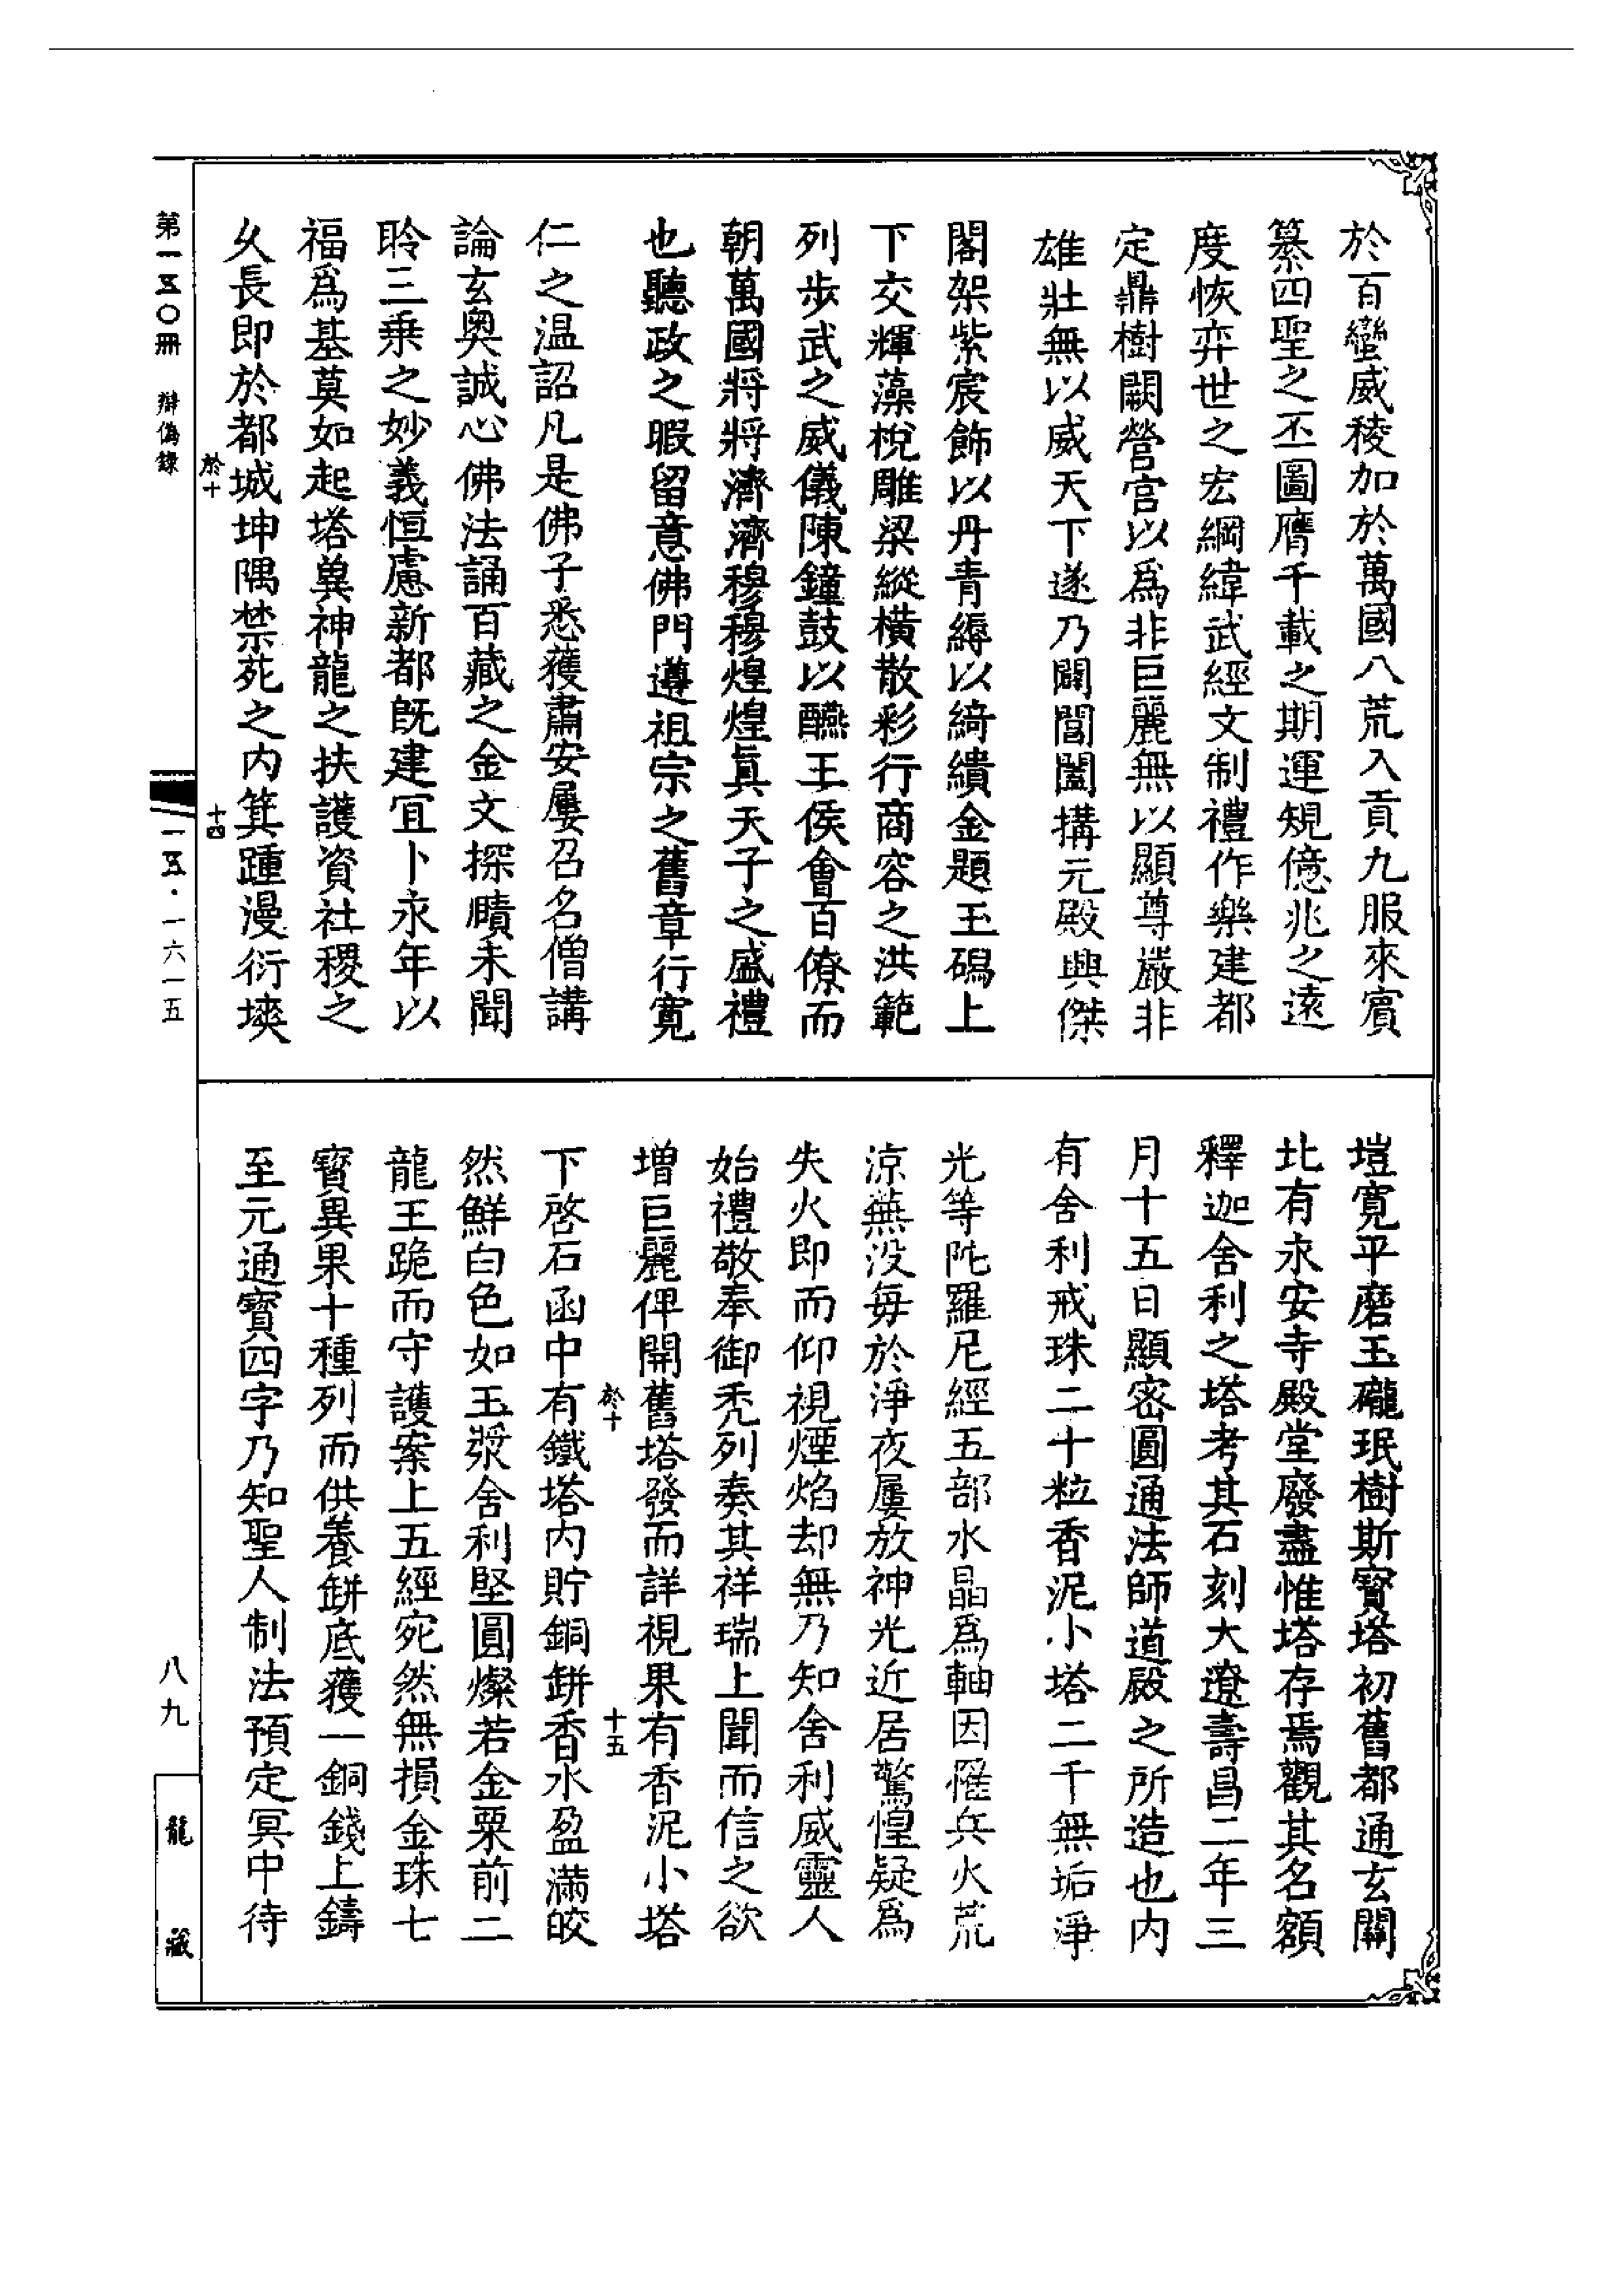 於百蠻威稜加於萬國八荒入貢九服來賓
纂四聖之丕圖膺千載之期運規億兆之遠
度恢弈世之宏綱緯武經文制禮作樂建都
定鼎樹闕營宫以爲非巨麗無以顯尊嚴非
雄壯無以威天下遂乃闢閶闔搆元殿興傑
閣架紫宸飾以丹青縟以綺繢金題玉磶上
下交輝藻梲雕梁縱横散彩行商容之洪範
列步武之威儀陳鐘鼓以醼王侯會百僚而
朝萬國將將濟濟穆穆煌煌眞天子之盛禮
也聽政之暇留意佛門遵祖宗之舊章行寛
仁之温詔凡是佛子悉獲肅安屢召名僧講
論玄奥誠心佛法誦百藏之金文探賾未聞
聆三乗之妙義恒慮新都旣建冝卜永年以
福爲基莫如起塔兾神龍之扶護資社稷之
乆長即於都城坤隅禁苑之内箕踵漫衍埉
塏寛平磨玉礲珉樹斯寳塔初舊都通玄關
北有永安寺殿堂廢盡惟塔存焉觀其名額
釋迦舍利之塔考其石刻大遼壽昌二年三
月十五日顯密圓通法師道㲀之所造也内
有舍利戒珠二十粒香泥小塔二千無垢淨
光等陁羅尼經五部水晶爲軸因罹兵火荒
涼蕪没毎於淨夜屢放神光近居驚惶疑爲
失火即而仰視煙焰却無乃知舍利威靈人
始禮敬奉御禿列奏其祥瑞上聞而信之欲
增巨麗俾開舊塔發而詳視果有香泥小塔
下啓石函中有鐵塔内貯銅缾香水盈滿皎
然鮮白色如玉漿舍利堅圓燦若金粟前二
龍王跪而守護案上五經宛然無損金珠七
寳異果十種列而供養缾底獲一銅錢上鑄
至元通寳四字乃知聖人制法預定冥中待
第一五〇冊 辯偽錄
於十
十四
於十
十五
一五·一六一五
八九
龍藏